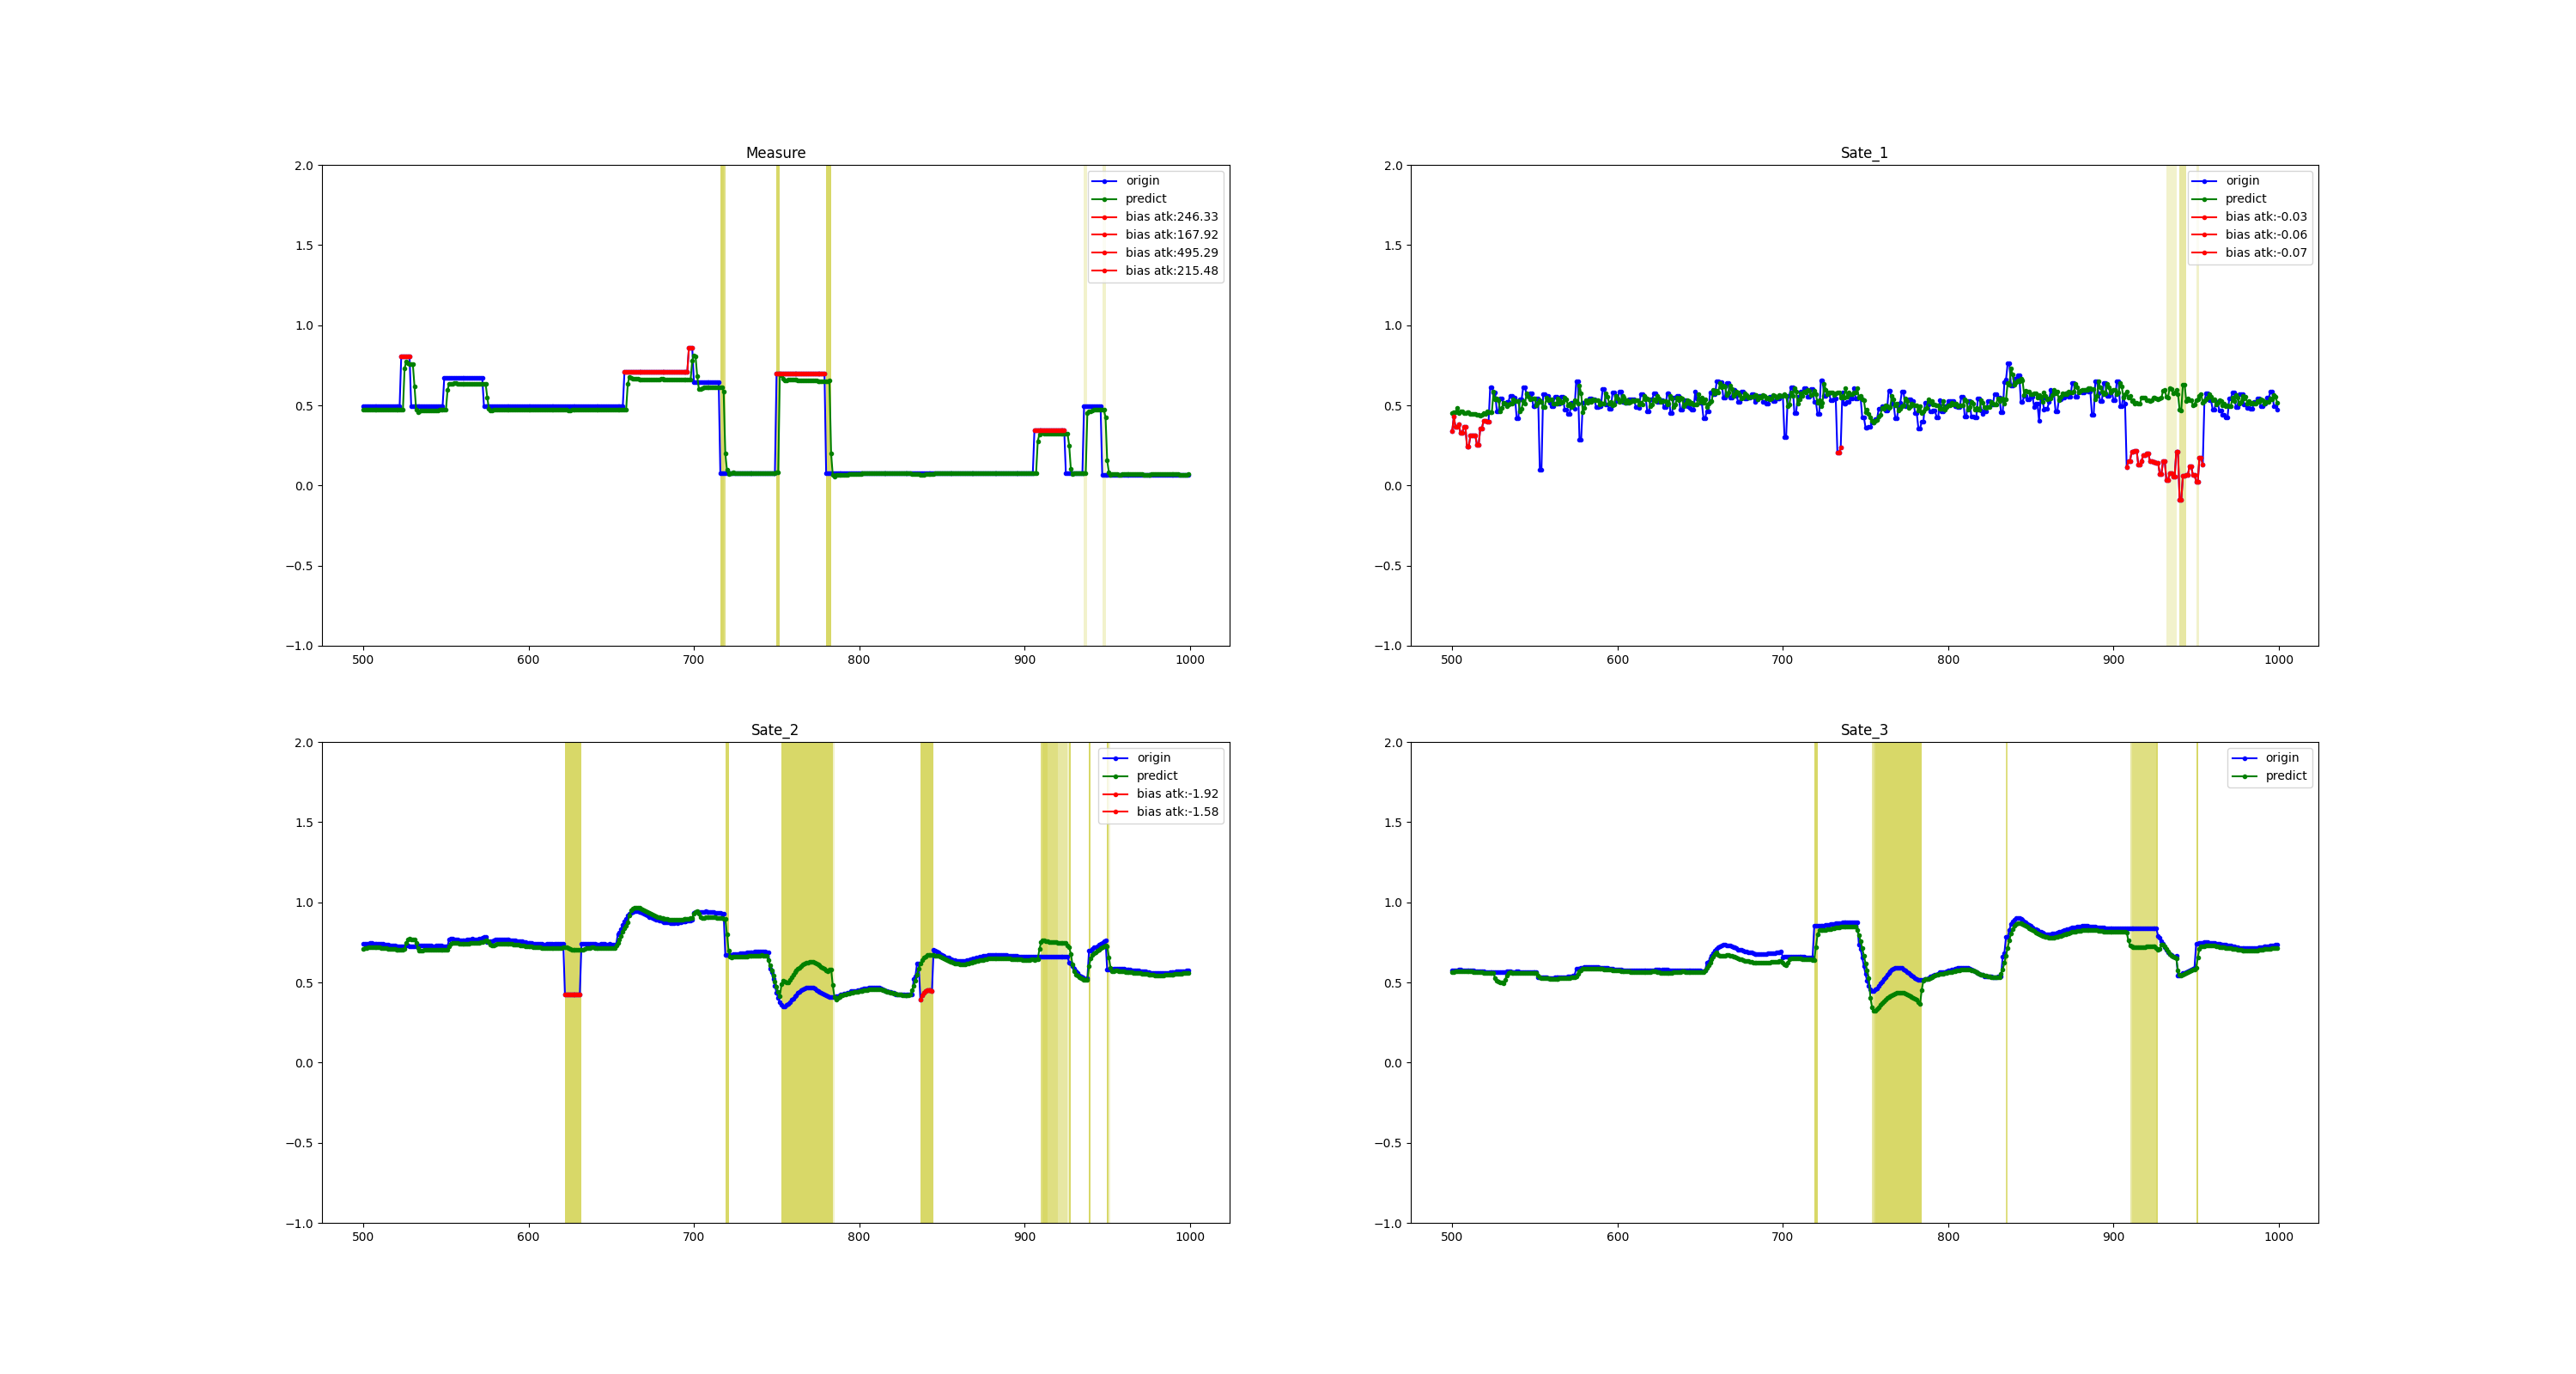 Measure
2.0
1.5
1.0
0.5
0.0
−0.5
−1.0
500 600 700 800 900 1000
origin
predict
bias atk:246.33
bias atk:167.92
bias atk:495.29
bias atk:215.48
Sate_1
2.0
1.5
1.0
0.5
0.0
−0.5
−1.0
500 600 700 800 900 1000
origin
predict
bias atk:-0.03
bias atk:-0.06
bias atk:-0.07
Sate_2
2.0
1.5
1.0
0.5
0.0
−0.5
−1.0
500 600 700 800 900 1000
origin
predict
bias atk:-1.92
bias atk:-1.58
Sate_3
2.0
1.5
1.0
0.5
0.0
−0.5
−1.0
500 600 700 800 900 1000
origin
predict